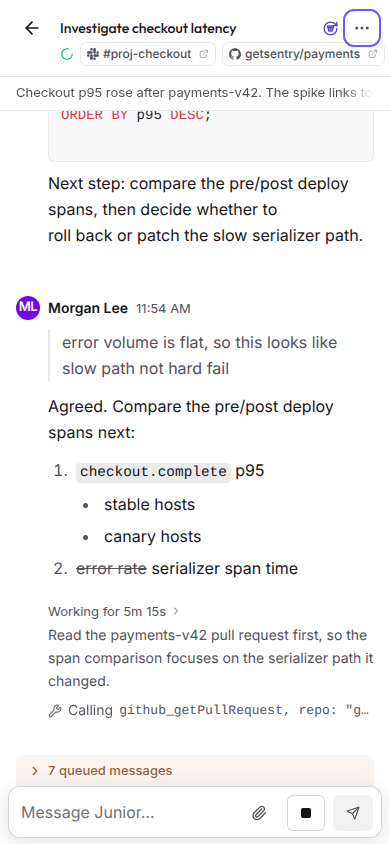 Investigate checkout latency
#proj-checkout
getsentry/payments
Checkout p95 rose after payments-v42. The spike links to
ORDER BY p95 DESC;
Next step: compare the pre/post deploy
spans, then decide whether to
roll back or patch the slow serializer path.
ML
Morgan Lee 11:54 AM
error volume is flat, so this looks like
slow path not hard fail
Agreed. Compare the pre/post deploy
spans next:
1. checkout.complete p95
• stable hosts
• canary hosts
2. error rate serializer span time
Working for 5m 15s
Read the payments-v42 pull request first, so the
span comparison focuses on the serializer path it
changed.
Calling github_getPullRequest, repo: "g…
7 queued messages
Message Junior...